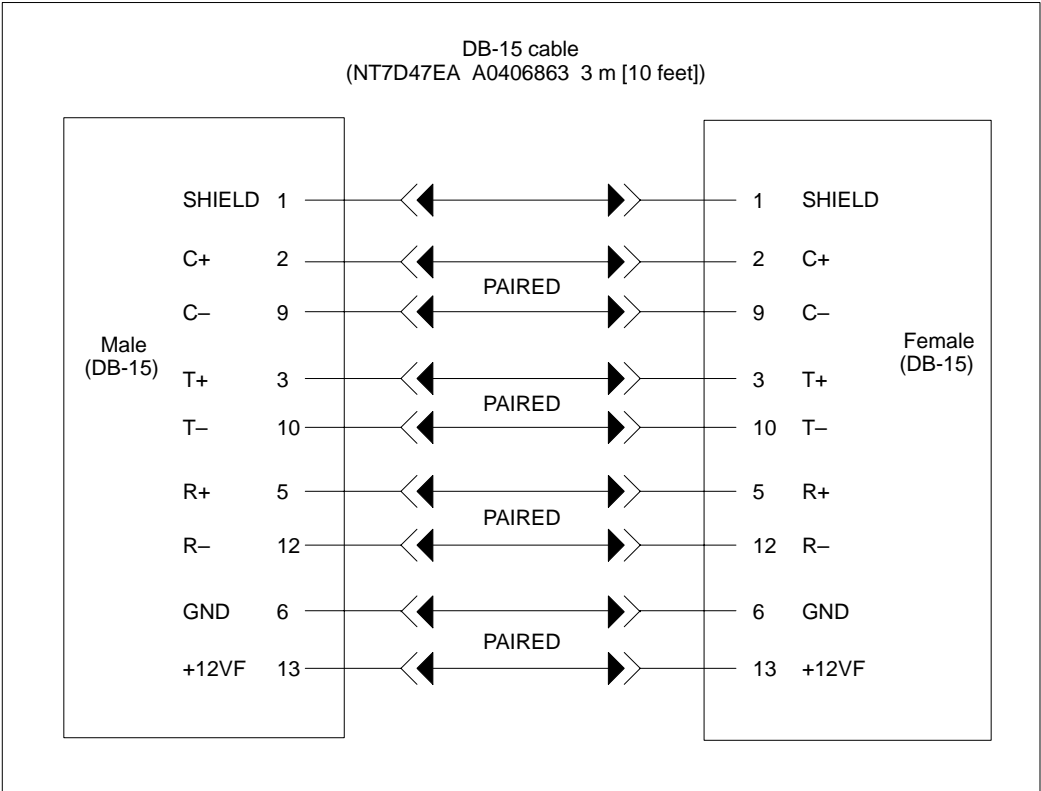 DB-15 cable
(NT7D47EA A0406863 3 m [10 feet])
SHIELD 1 1 SHIELD
C+ 2 2 C+
PAIRED
C– 9 9 C–
Male
(DB-15)
Female
(DB-15)
T+ 3 3 T+
PAIRED
T– 10 10 T–
R+ 5 5 R+
PAIRED
R– 12 12 R–
GND 6 6 GND
PAIRED
+12VF 13 13 +12VF